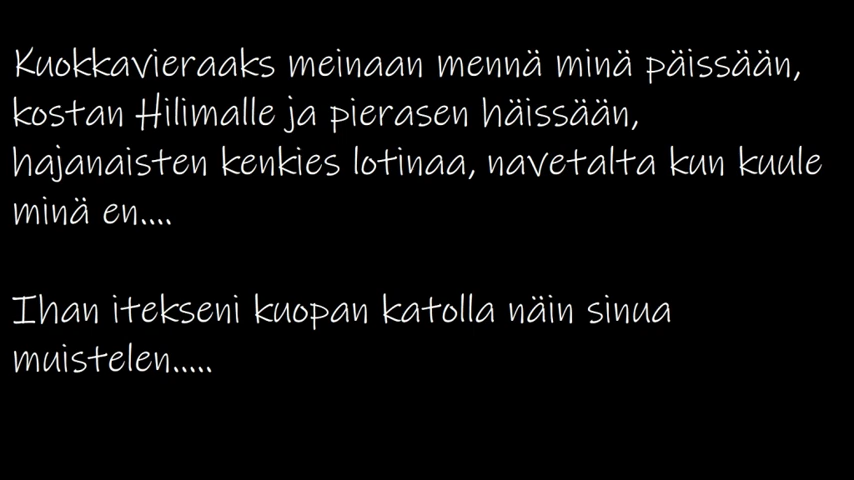 Kuokkavieraaks meinaan mennä minä päissään,
kostan Hilimalle ja pierasen häissään,
hajanaisten kenkies lotinaa, navetalta kun kuule
minä en....
Ihan itekseni kuopan katolla näin sinua
muistelen.....